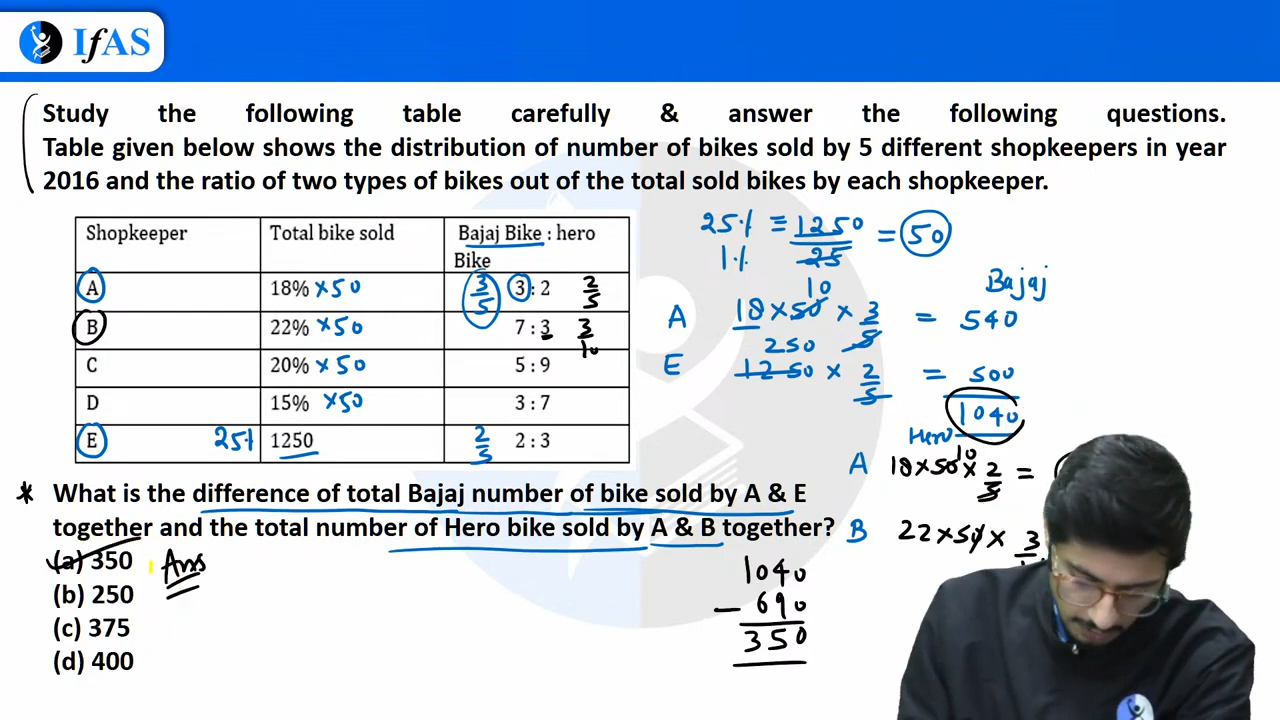 IfAS
Study the following table carefully & answer the following questions.
Table given below shows the distribution of number of bikes sold by 5 different shopkeepers in year
2016 and the ratio of two types of bikes out of the total sold bikes by each shopkeeper.
Shopkeeper Total bike sold Bajaj Bike : hero
Bike
A 18% ×50 3/5 3 : 2 2/5
B 22% ×50 7 : 3 3/10
C 20% ×50 5 : 9
D 15% ×50 3 : 7
E 25% 1250 2/5 2 : 3
25% ≡ 1250/25 = 50
1%
Bajaj
10
A 18×50 × 3/5 = 540
250
E 1250 × 2/5 = 500
1040
Hero
10
A 18×50 × 2/5 =
B 22×50 × 3
* What is the difference of total Bajaj number of bike sold by A & E
together and the total number of Hero bike sold by A & B together?
(a) 350 Ans
(b) 250
(c) 375
(d) 400
1040
- 690
350